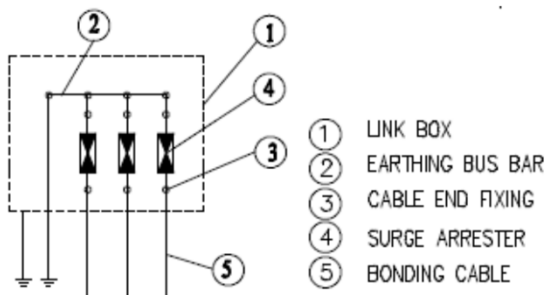 2
1
4
3
5
1 LINK BOX
2 EARTHING BUS BAR
3 CABLE END FIXING
4 SURGE ARRESTER
5 BONDING CABLE